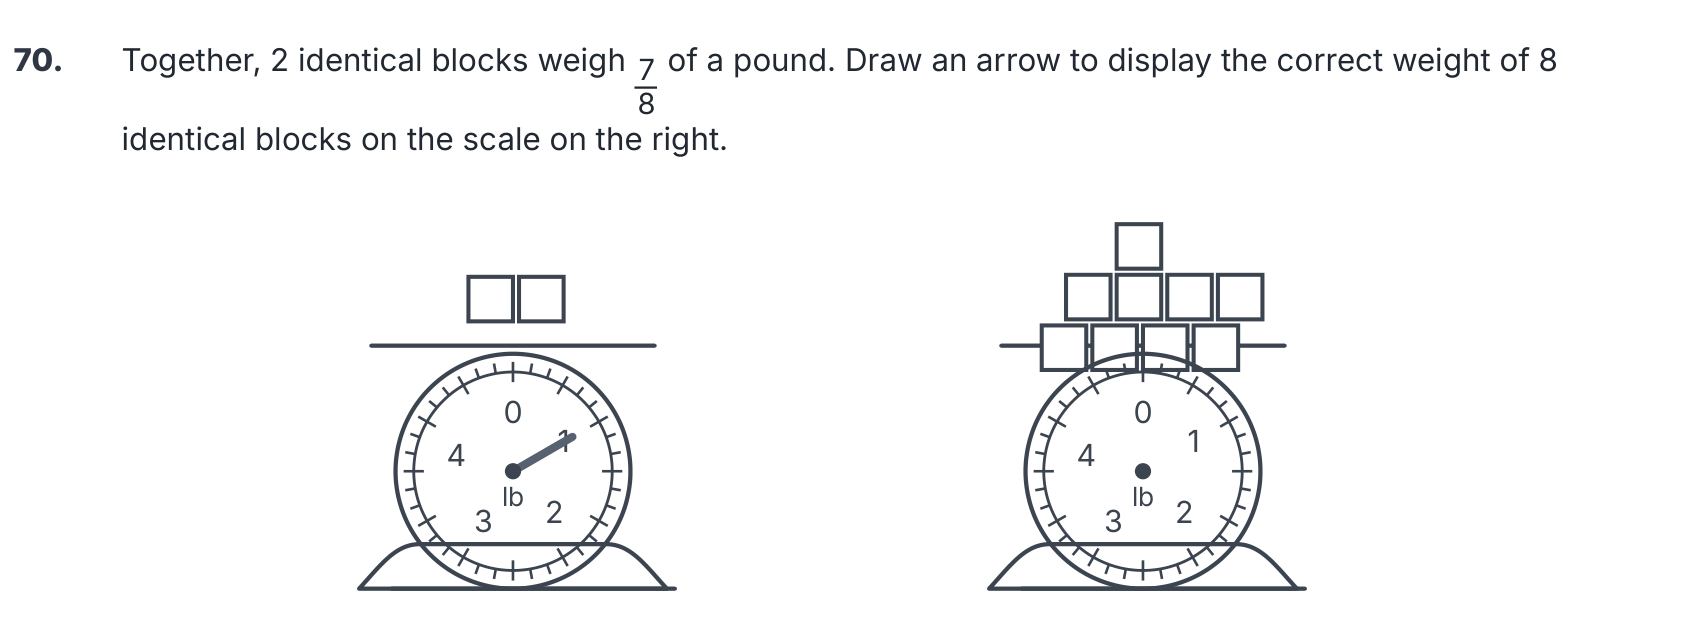 70. Together, 2 identical blocks weigh 7/8 of a pound. Draw an arrow to display the correct weight of 8
identical blocks on the scale on the right.
0
4 1
lb
3 2
0
4 1
lb
3 2